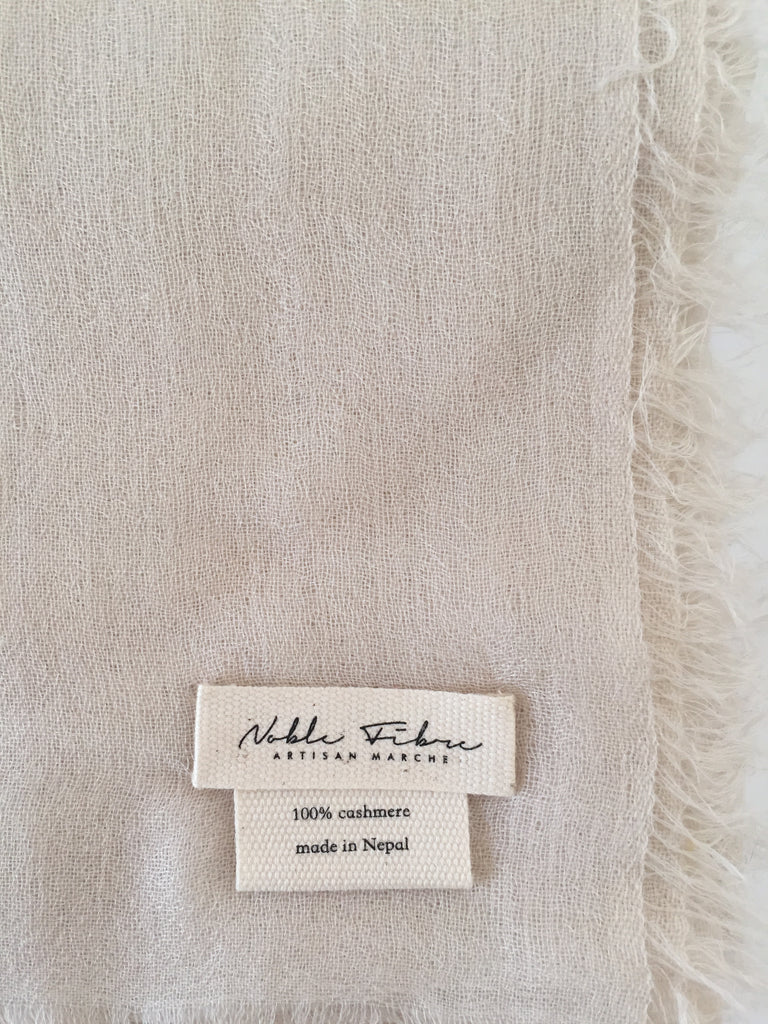 Noble Fibre
ARTISAN MARCHE
100% cashmere
made in Nepal